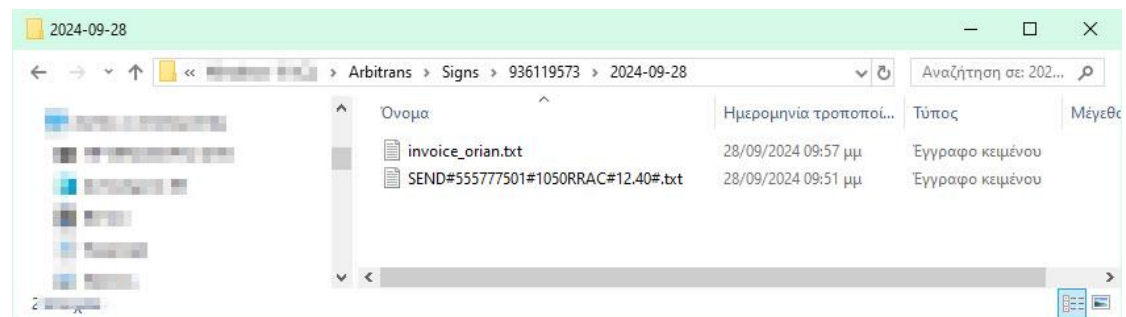 2024-09-28
« Arbitrans › Signs › 936119573 › 2024-09-28 Αναζήτηση σε: 202...
Όνομα Ημερομηνία τροποποί... Τύπος Μέγεθο
invoice_orian.txt 28/09/2024 09:57 μμ Έγγραφο κειμένου
SEND#555777501#1050RRAC#12.40#.txt 28/09/2024 09:51 μμ Έγγραφο κειμένου
2